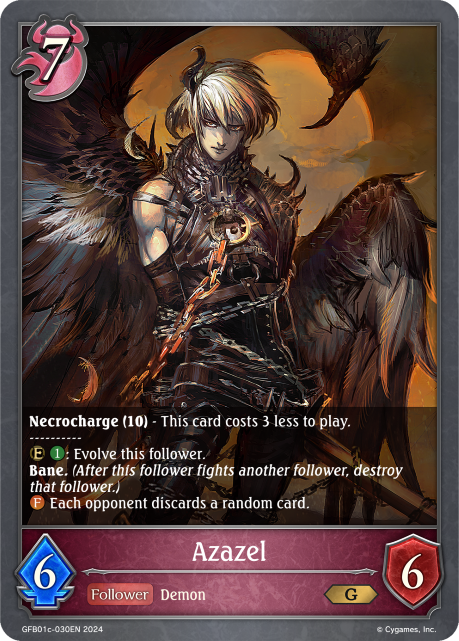 7
Necrocharge (10) - This card costs 3 less to play.
----------
E 1: Evolve this follower.
Bane. (After this follower fights another follower, destroy
that follower.)
F Each opponent discards a random card.
Azazel
6
Follower Demon
G
6
GFB01c-030EN 2024
© Cygames, Inc.